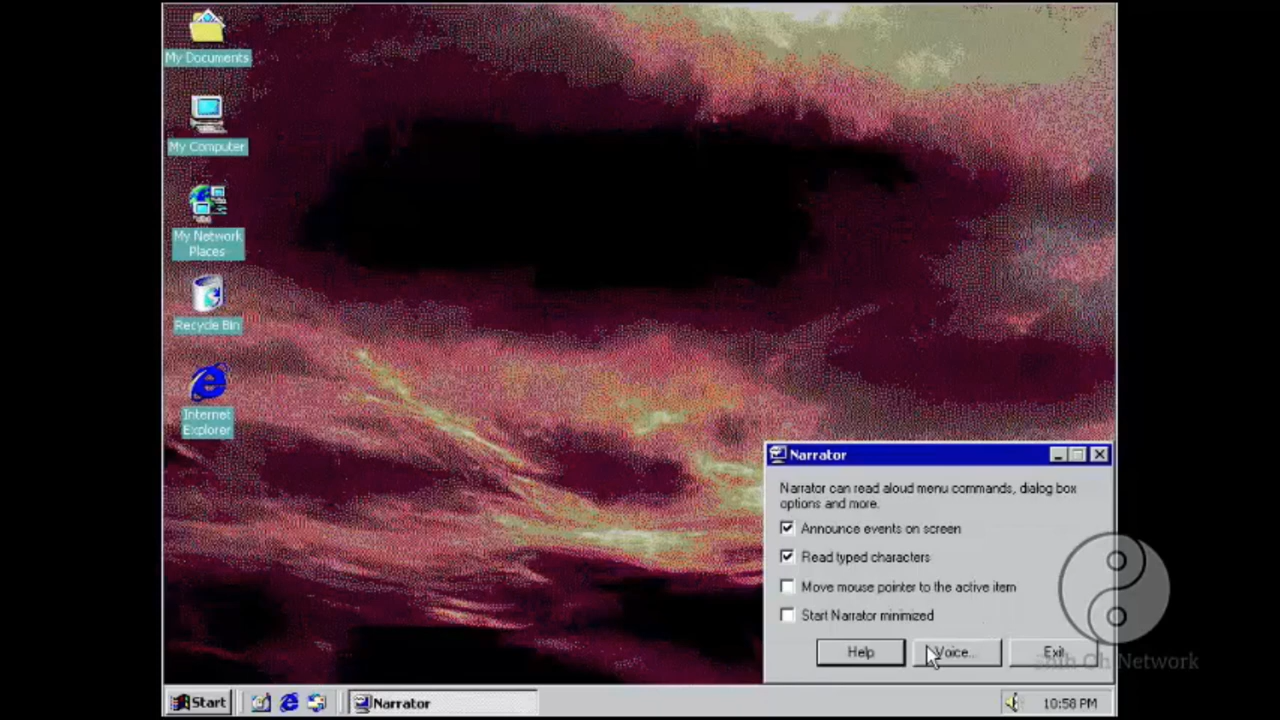 My Documents
My Computer
My Network
Places
Recycle Bin
Internet
Explorer
Narrator
Narrator can read aloud menu commands, dialog box
options and more.
Announce events on screen
Read typed characters
Move mouse pointer to the active item
Start Narrator minimized
Help
Voice...
Exit
Network
Start
Narrator
10:58 PM